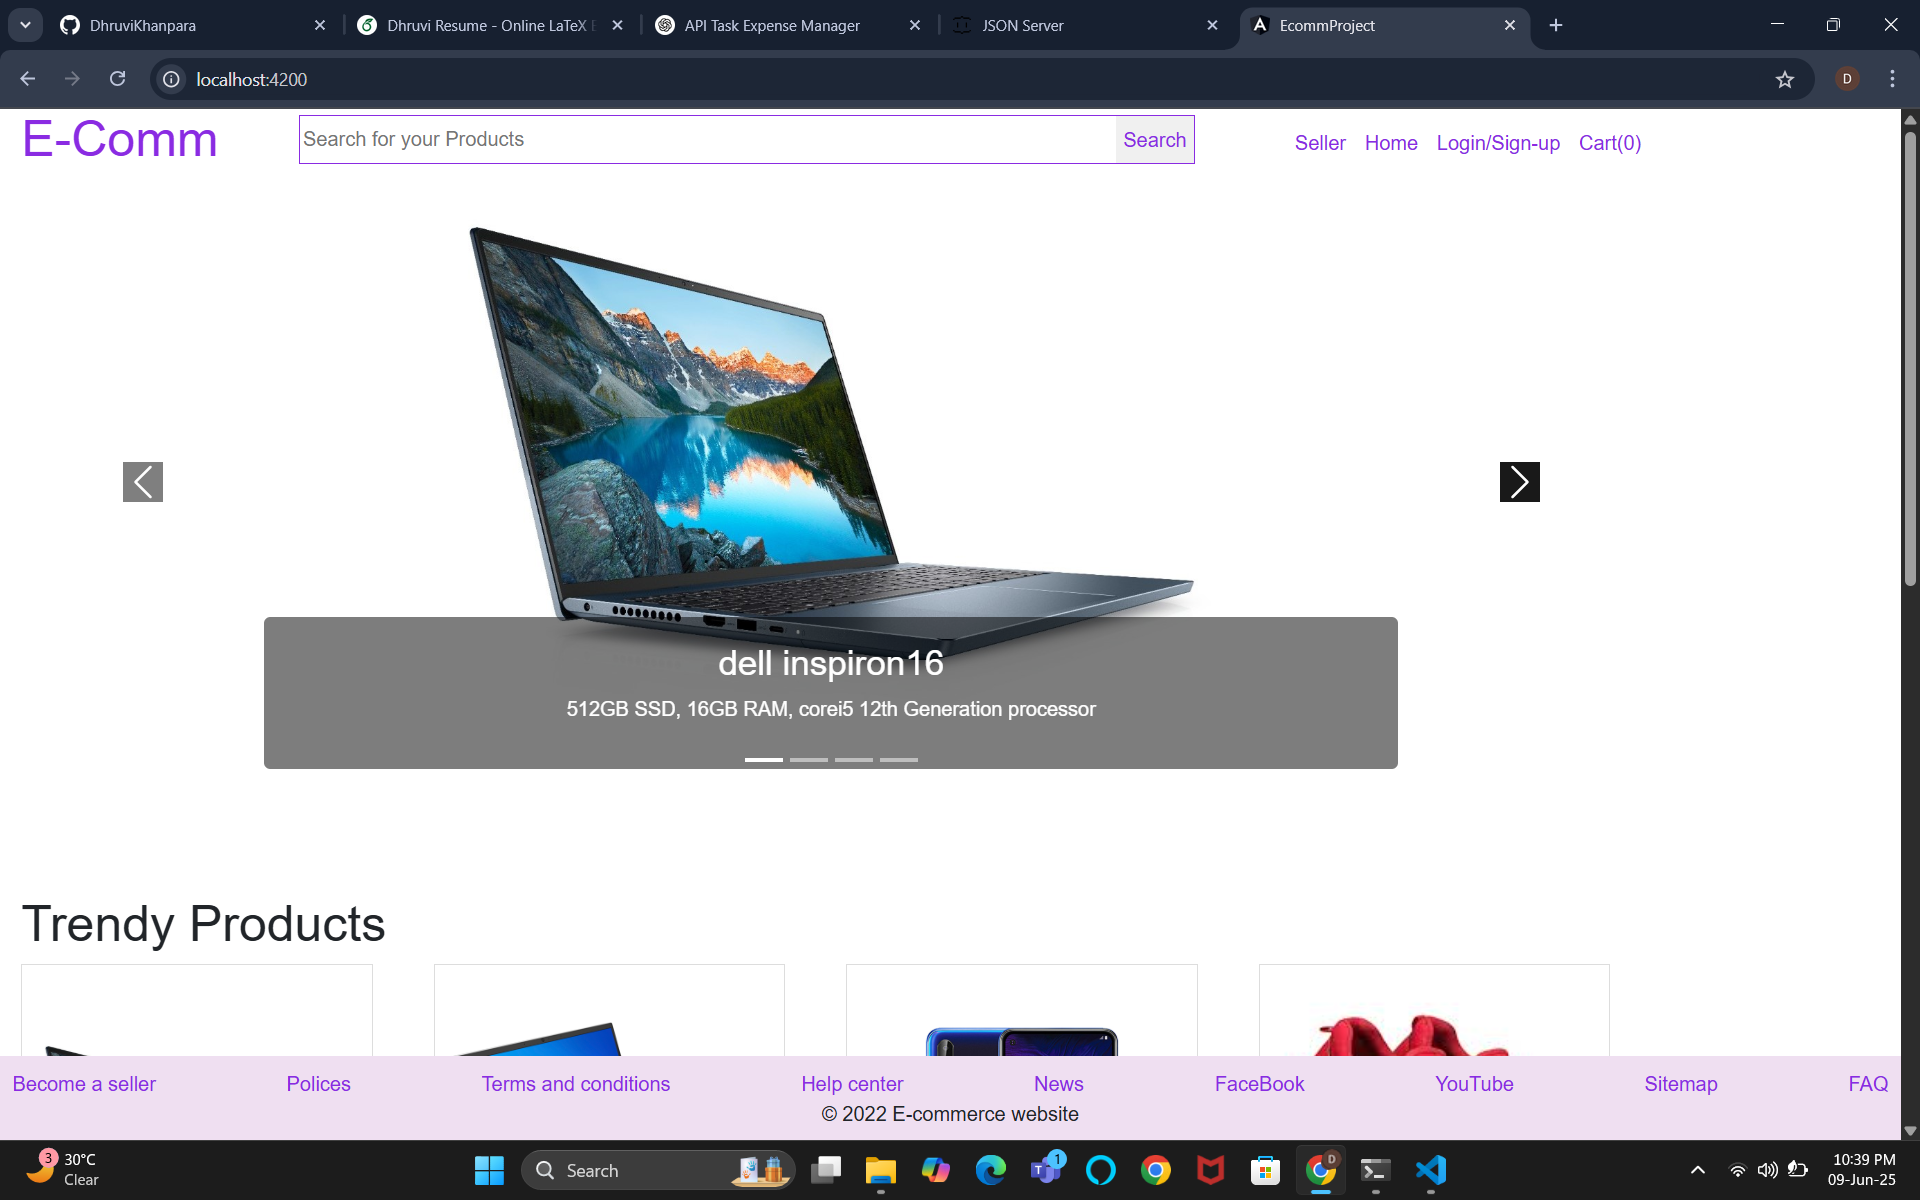 DhruviKhanpara
Dhruvi Resume - Online LaTeX E
API Task Expense Manager
JSON Server
EcommProject
localhost:4200
D
E-Comm
Search for your Products
Search
Seller
Home
Login/Sign-up
Cart(0)
dell inspiron16
512GB SSD, 16GB RAM, corei5 12th Generation processor
Trendy Products
Become a seller
Polices
Terms and conditions
Help center
News
FaceBook
YouTube
Sitemap
FAQ
© 2022 E-commerce website
3
30°C
Clear
Search
T
1
D
10:39 PM
09-Jun-25